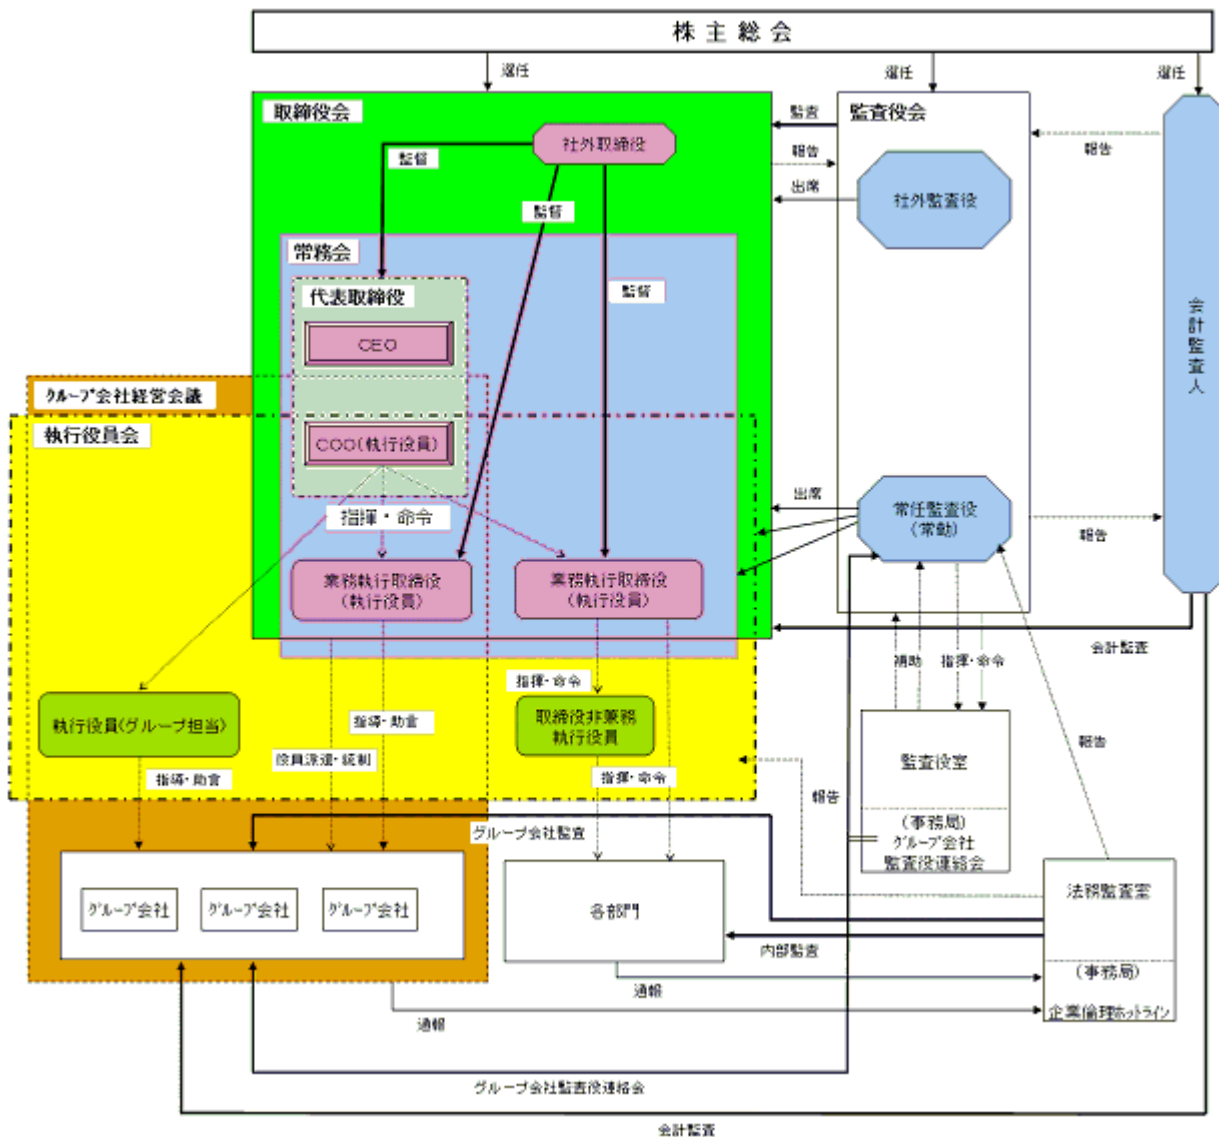 株主総会
選任
選任
選任
取締役会
社外取締役
監督
監督
監督
監査
報告
出席
監査役会
社外監査役
報告
会計監査人
常務会
代表取締役
CEO
グループ会社経営会議
執行役員会
COO(執行役員)
指揮・命令
出席
常任監査役
(常勤)
報告
業務執行取締役
(執行役員)
業務執行取締役
(執行役員)
会計監査
補助
指揮・命令
指揮・命令
執行役員(グループ担当)
指導・助言
取締役非兼務
執行役員
役員派遣・統制
指導・助言
指揮・命令
報告
監査役室
報告
(事務局)
グループ会社
監査役連絡会
グループ会社監査
グループ会社
グループ会社
グループ会社
各部門
法務監査室
内部監査
(事務局)
通報
企業倫理ホットライン
通報
グループ会社監査役連絡会
会計監査